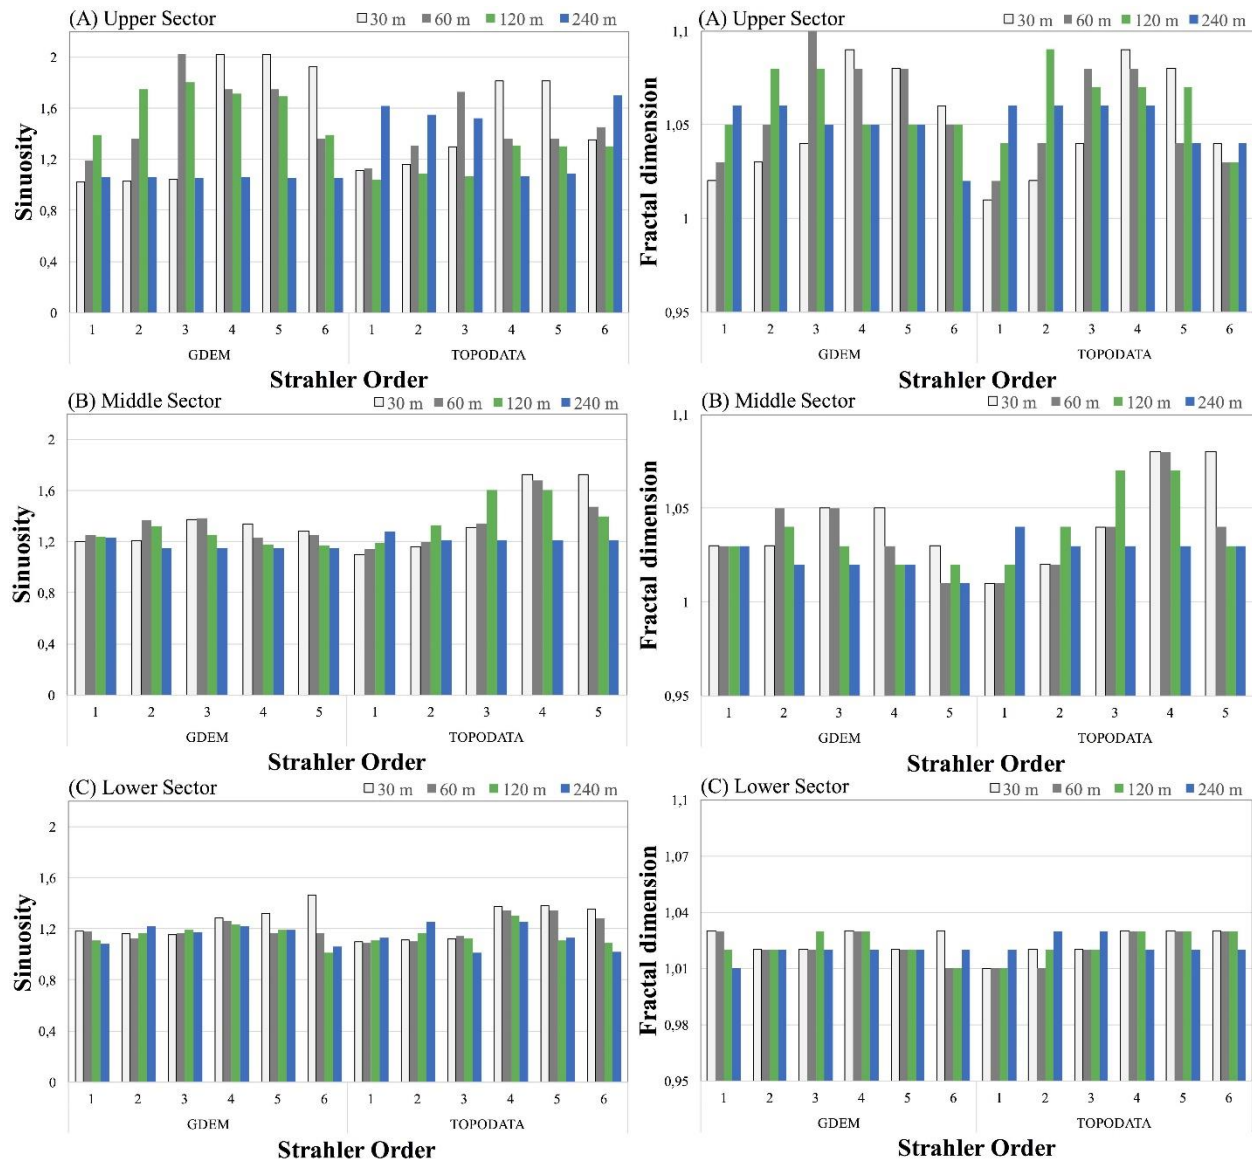 (A) Upper Sector
30 m 60 m 120 m 240 m
2
1,6
1,2
0,8
0,4
0
Sinuosity
1 2 3 4 5 6 1 2 3 4 5 6
GDEM TOPODATA
Strahler Order
(A) Upper Sector
30 m 60 m 120 m 240 m
1,1
1,05
1
0,95
Fractal dimension
1 2 3 4 5 6 1 2 3 4 5 6
GDEM TOPODATA
Strahler Order
(B) Middle Sector
30 m 60 m 120 m 240 m
2
1,6
1,2
0,8
0,4
0
Sinuosity
1 2 3 4 5 1 2 3 4 5
GDEM TOPODATA
Strahler Order
(B) Middle Sector
30 m 60 m 120 m 240 m
1,1
1,05
1
0,95
Fractal dimension
1 2 3 4 5 1 2 3 4 5
GDEM TOPODATA
Strahler Order
(C) Lower Sector
30 m 60 m 120 m 240 m
2
1,6
1,2
0,8
0,4
0
Sinuosity
1 2 3 4 5 6 1 2 3 4 5 6
GDEM TOPODATA
Strahler Order
(C) Lower Sector
30 m 60 m 120 m 240 m
1,1
1,07
1,04
1,01
0,98
0,95
Fractal dimension
1 2 3 4 5 6 1 2 3 4 5 6
GDEM TOPODATA
Strahler Order